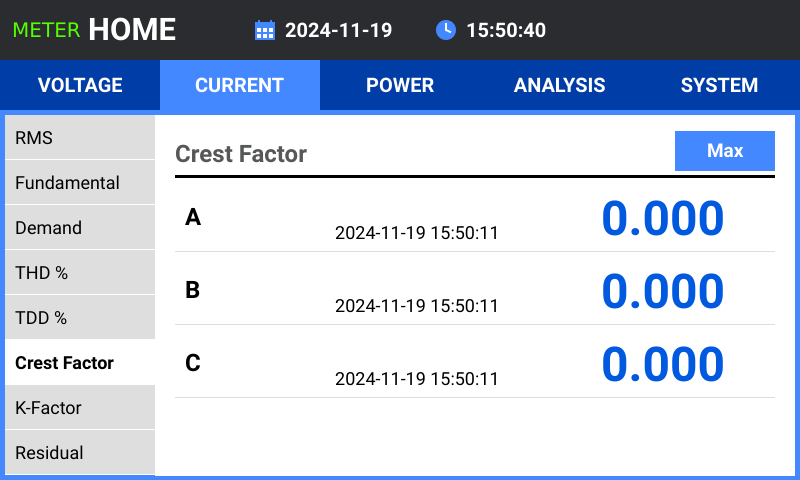 METER HOME 2024-11-19 15:50:40
VOLTAGE CURRENT POWER ANALYSIS SYSTEM
RMS
Fundamental
Demand
THD %
TDD %
Crest Factor
K-Factor
Residual
Crest Factor Max
A 2024-11-19 15:50:11 0.000
B 2024-11-19 15:50:11 0.000
C 2024-11-19 15:50:11 0.000